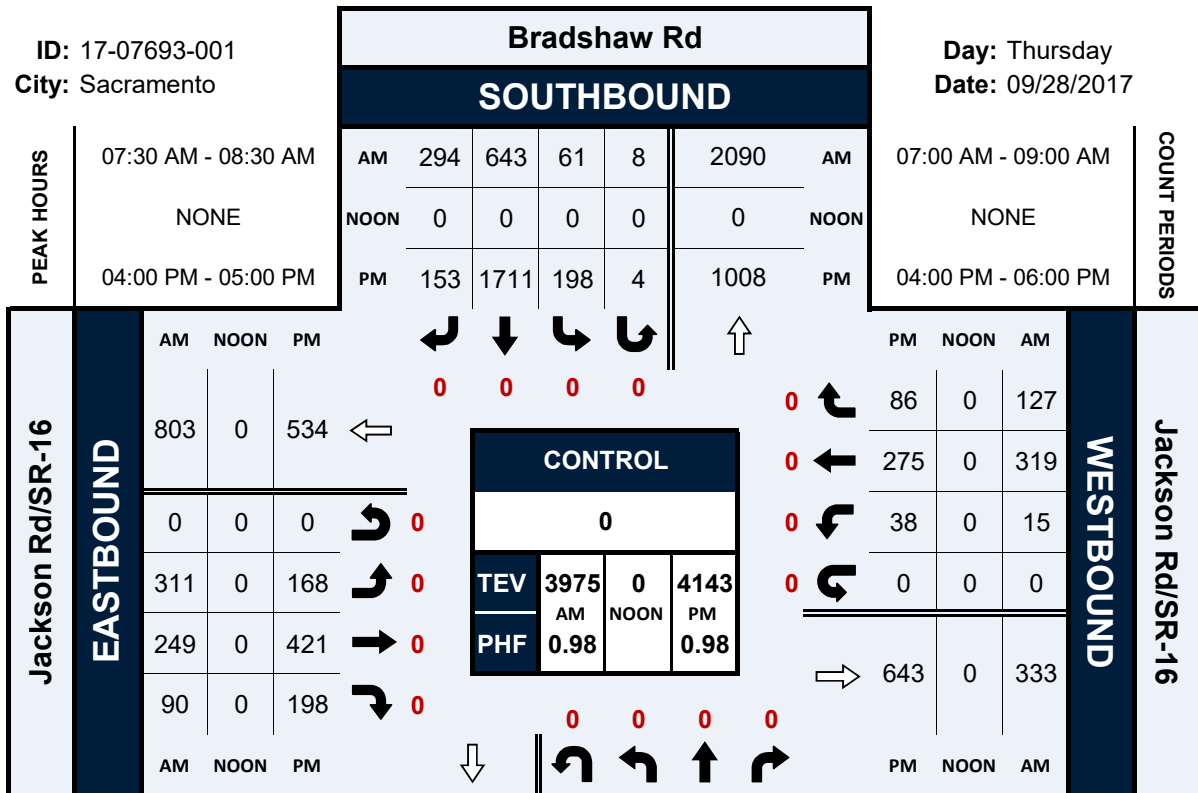 ID: 17-07693-001
City: Sacramento
Bradshaw Rd
SOUTHBOUND
Day: Thursday
Date: 09/28/2017
PEAK HOURS
07:30 AM - 08:30 AM
NONE
04:00 PM - 05:00 PM
AM 294 643 61 8 2090 AM
NOON 0 0 0 0 0 NOON
PM 153 1711 198 4 1008 PM
07:00 AM - 09:00 AM
NONE
04:00 PM - 06:00 PM
COUNT PERIODS
0 0 0 0
Jackson Rd/SR-16
EASTBOUND
AM NOON PM
803 0 534
0 0 0 0
311 0 168 0
249 0 421 0
90 0 198 0
AM NOON PM
CONTROL
0
TEV 3975 0 4143
AM NOON PM
PHF 0.98 0.98
PM NOON AM
0 86 0 127
0 275 0 319
0 38 0 15
0 0 0 0
643 0 333
PM NOON AM
WESTBOUND
Jackson Rd/SR-16
0 0 0 0